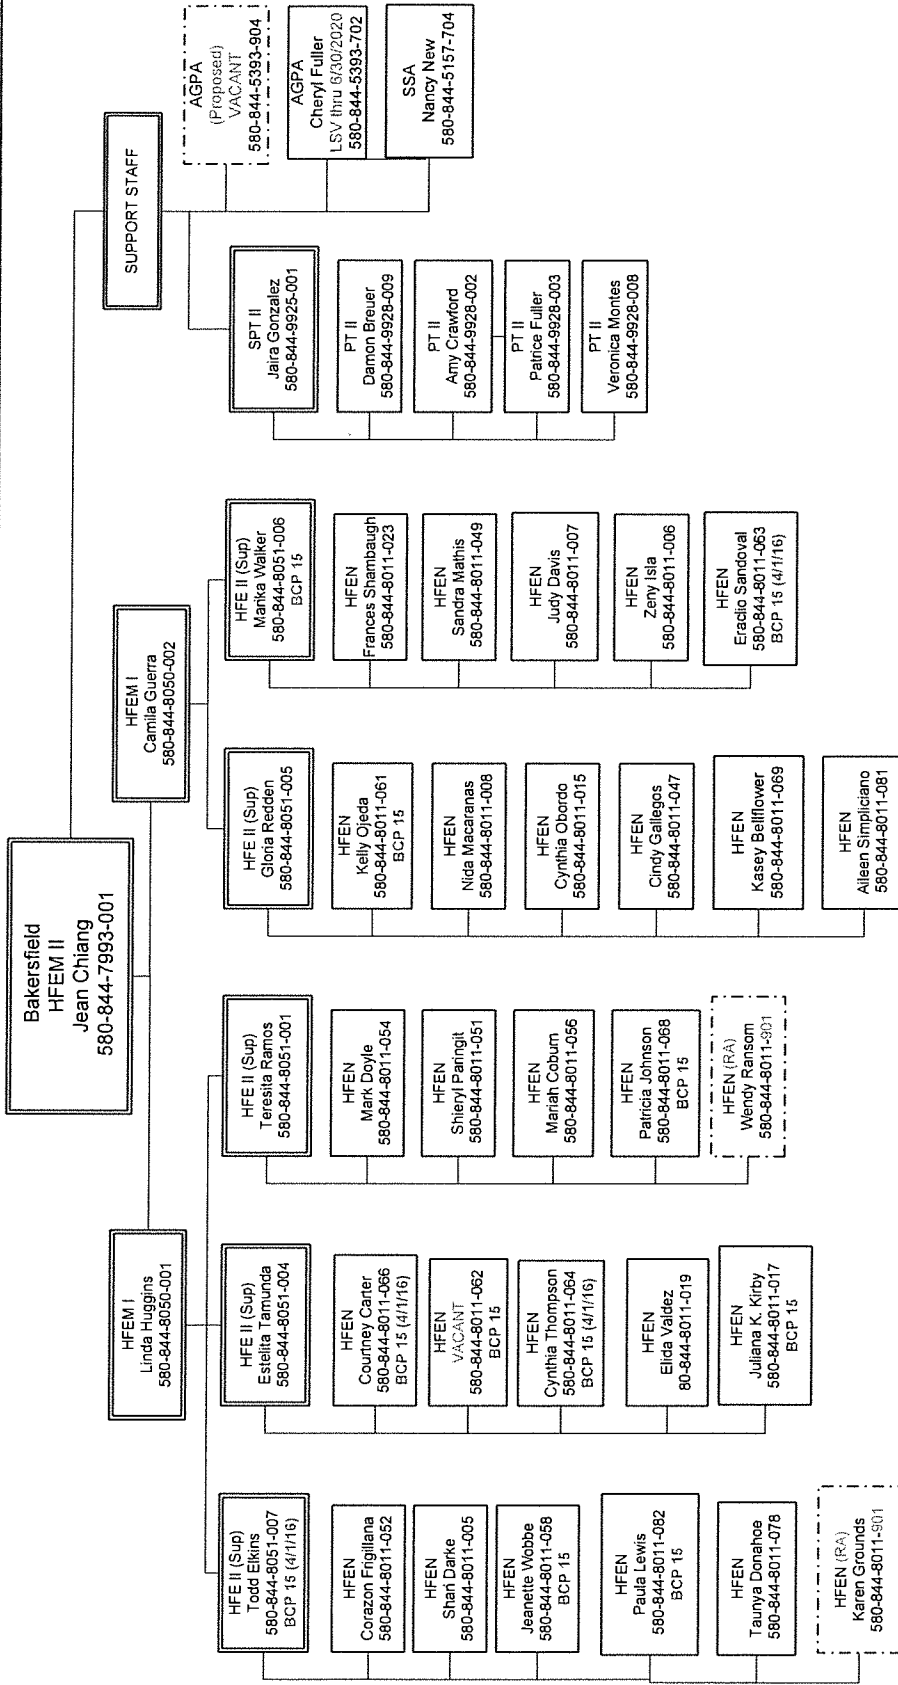 Bakersfield
HFEM II
Jean Chiang
580-844-7993-001
HFEM I
Linda Huggins
580-844-8050-001
HFEM I
Camila Guerra
580-844-8050-002
SUPPORT STAFF
HFE II (Sup)
Todd Elkins
580-844-8051-007
BCP 15 (4/1/16)
HFEN
Corazon Frigillana
580-844-8011-052
HFEN
Shari Darke
580-844-8011-005
HFEN
Jeanette Wobbe
580-844-8011-058
BCP 15
HFEN
Paula Lewis
580-844-8011-082
BCP 15
HFEN
Taunya Donahoe
580-844-8011-078
HFEN (RA)
Karen Grounds
580-844-8011-901
HFE II (Sup)
Estelita Tamunda
580-844-8051-004
HFEN
Courtney Carter
580-844-8011-066
BCP 15 (4/1/16)
HFEN
VACANT
580-844-8011-062
BCP 15
HFEN
Cynthia Thompson
580-844-8011-064
BCP 15 (4/1/16)
HFEN
Elida Valdez
80-844-8011-019
HFEN
Juliana K. Kirby
580-844-8011-017
BCP 15
HFE II (Sup)
Teresita Ramos
580-844-8051-001
HFEN
Mark Doyle
580-844-8011-054
HFEN
Shieryl Paringit
580-844-8011-051
HFEN
Mariah Coburn
580-844-8011-056
HFEN
Patricia Johnson
580-844-8011-068
BCP 15
HFEN (RA)
Wendy Ransom
580-844-8011-901
HFE II (Sup)
Gloria Redden
580-844-8051-005
HFEN
Kelly Ojeda
580-844-8011-061
BCP 15
HFEN
Nida Macaranas
580-844-8011-008
HFEN
Cynthia Obordo
580-844-8011-015
HFEN
Cindy Gallegos
580-844-8011-047
HFEN
Kasey Bellflower
580-844-8011-069
HFEN
Aileen Simpliciano
580-844-8011-081
HFE II (Sup)
Marika Walker
580-844-8051-006
BCP 15
HFEN
Frances Shambaugh
580-844-8011-023
HFEN
Sandra Mathis
580-844-8011-049
HFEN
Judy Davis
580-844-8011-007
HFEN
Zeny Isla
580-844-8011-006
HFEN
Eraclio Sandoval
580-844-8011-063
BCP 15 (4/1/16)
SPT II
Jaira Gonzalez
580-844-9925-001
PT II
Damon Breuer
580-844-9928-009
PT II
Amy Crawford
580-844-9928-002
PT II
Patrice Fuller
580-844-9928-003
PT II
Veronica Montes
580-844-9928-008
AGPA
(Proposed)
VACANT
580-844-5393-904
AGPA
Cheryl Fuller
LSV thru 6/30/2020
580-844-5393-702
SSA
Nancy New
580-844-5157-704